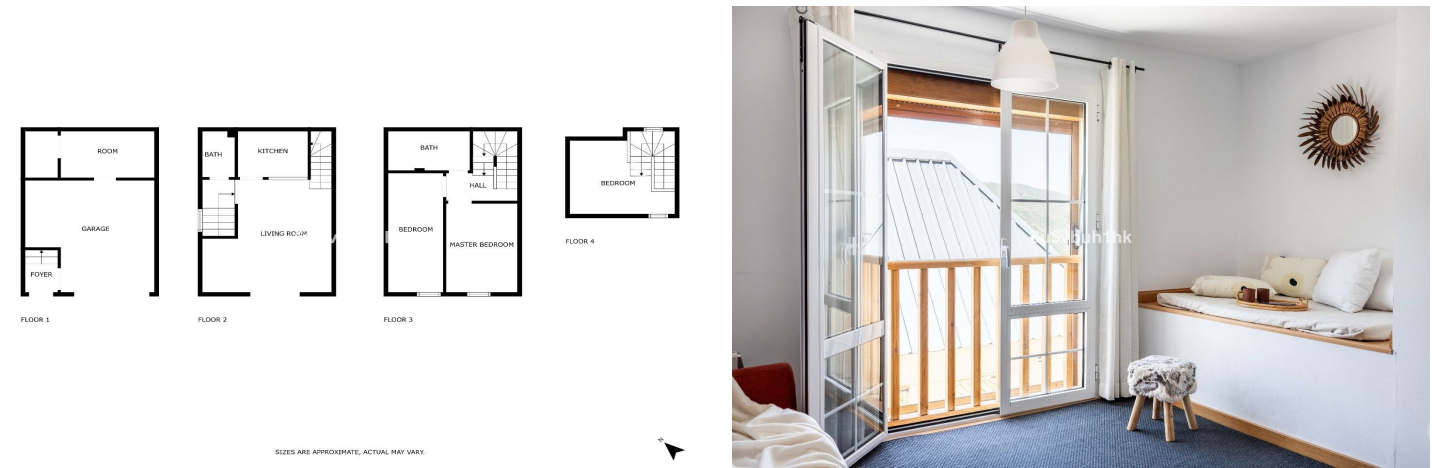 ROOM
GARAGE
FOYER
FLOOR 1
BATH
KITCHEN
LIVING ROOM
FLOOR 2
BATH
HALL
BEDROOM
MASTER BEDROOM
FLOOR 3
BEDROOM
FLOOR 4
SIZES ARE APPROXIMATE, ACTUAL MAY VARY.
N